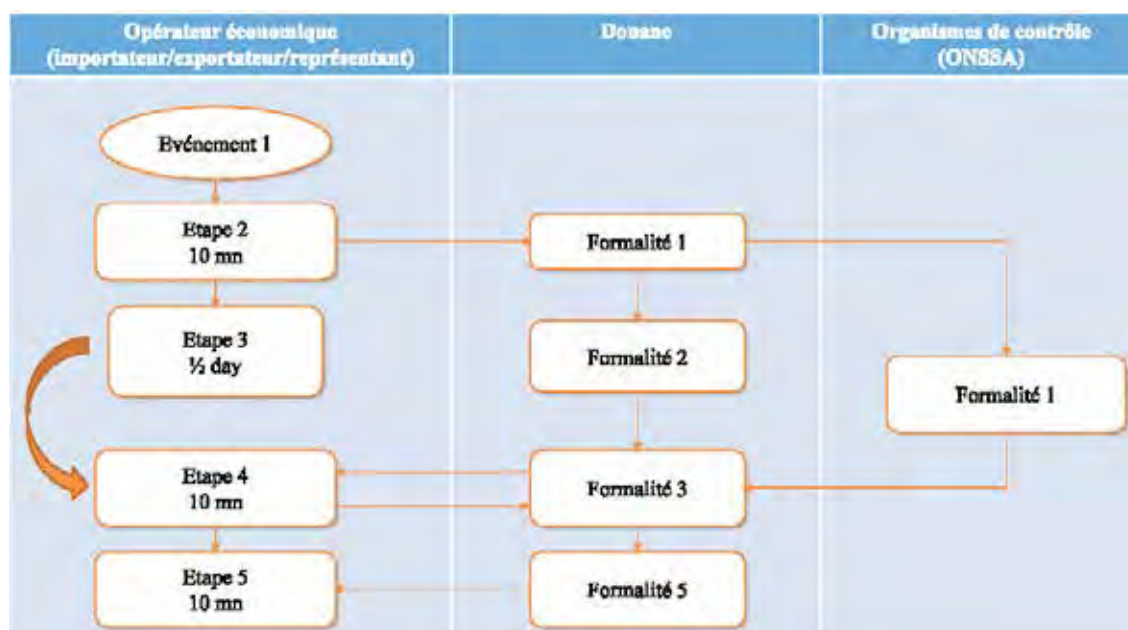 Opérateur économique
(importateur/exportateur/représentant)
Douane
Organismes de contrôle
(ONSSA)
Evénement 1
Etape 2
10 mn
Formalité 1
Etape 3
½ day
Formalité 2
Formalité 1
Etape 4
10 mn
Formalité 3
Etape 5
10 mn
Formalité 5